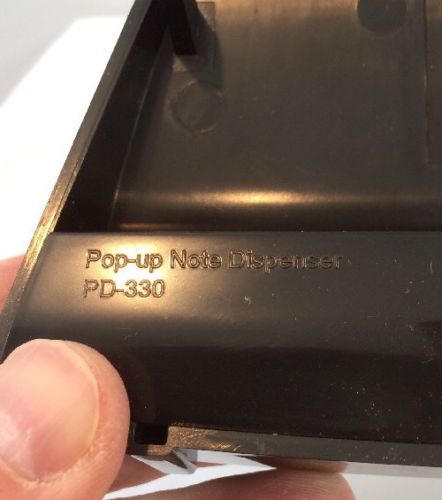 Pop-up Note Dispenser
PD-330